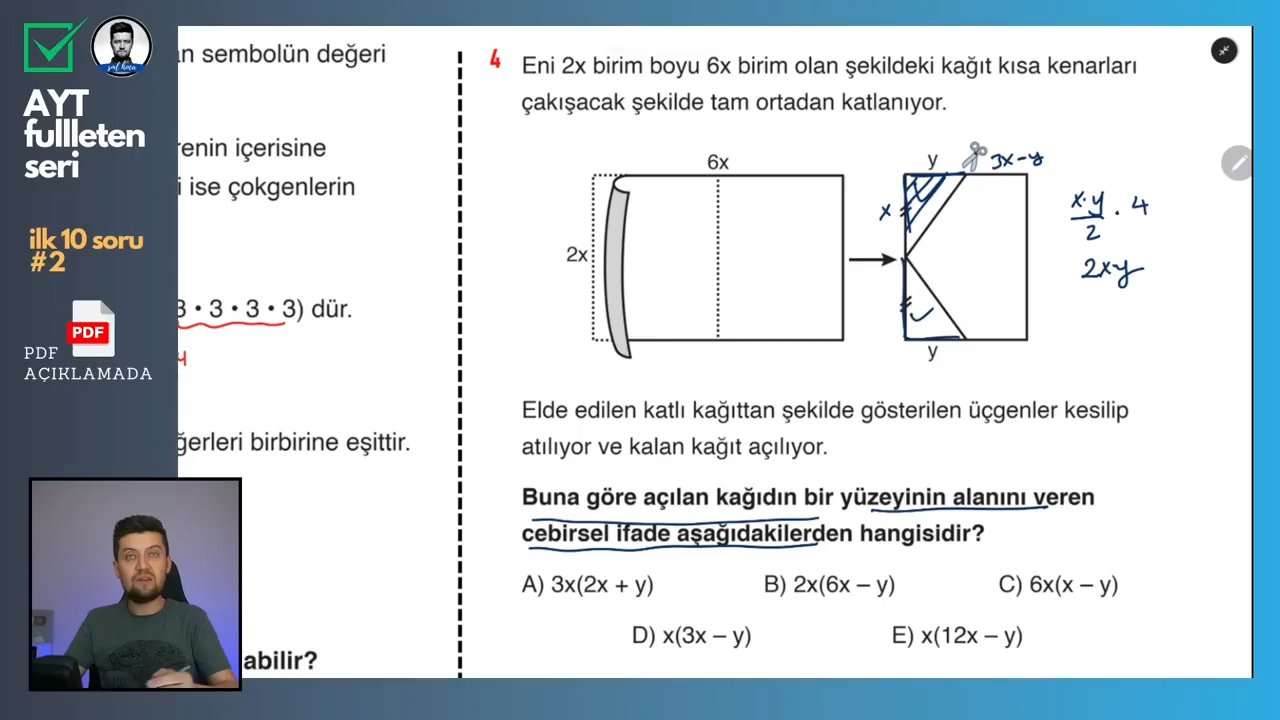 AYT
fullleten
seri
ilk 10 soru
#2
PDF
PDF
AÇIKLAMADA
an sembolün değeri
renin içerisine
i ise çokgenlerin
3 • 3 • 3 • 3) dür.
4
ğerleri birbirine eşittir.
abilir?
4 Eni 2x birim boyu 6x birim olan şekildeki kağıt kısa kenarları
çakışacak şekilde tam ortadan katlanıyor.
6x
2x
y
3x-y
x
y
x.y/2 . 4
2xy
Elde edilen katlı kağıttan şekilde gösterilen üçgenler kesilip
atılıyor ve kalan kağıt açılıyor.
Buna göre açılan kağıdın bir yüzeyinin alanını veren
cebirsel ifade aşağıdakilerden hangisidir?
A) 3x(2x + y) B) 2x(6x – y) C) 6x(x – y)
D) x(3x – y) E) x(12x – y)